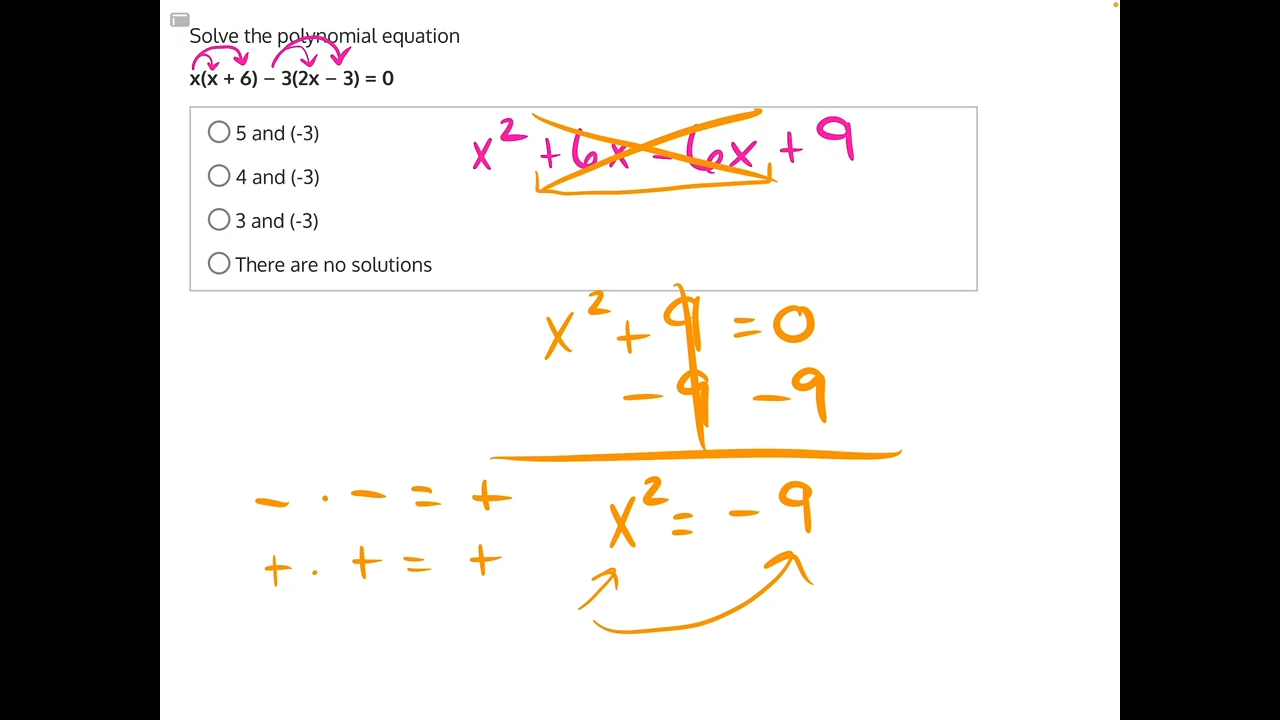 Solve the polynomial equation
x(x + 6) − 3(2x − 3) = 0
5 and (-3)
4 and (-3)
3 and (-3)
There are no solutions
x² + 6x - 6x + 9
x² + 9 = 0
- 9 - 9
x² = - 9
- · - = +
+ · + = +